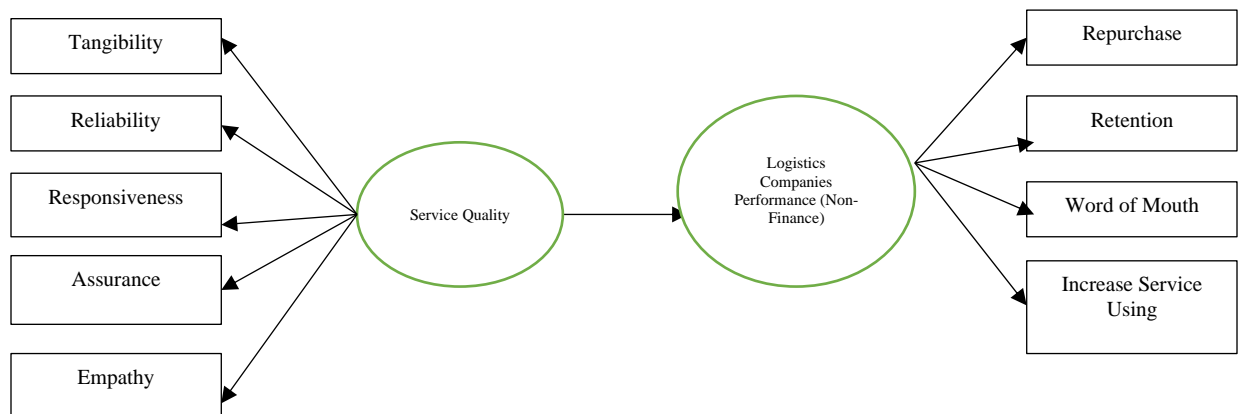 Tangibility
Reliability
Responsiveness
Assurance
Empathy
Service Quality
Logistics
Companies
Performance (Non-
Finance)
Repurchase
Retention
Word of Mouth
Increase Service
Using